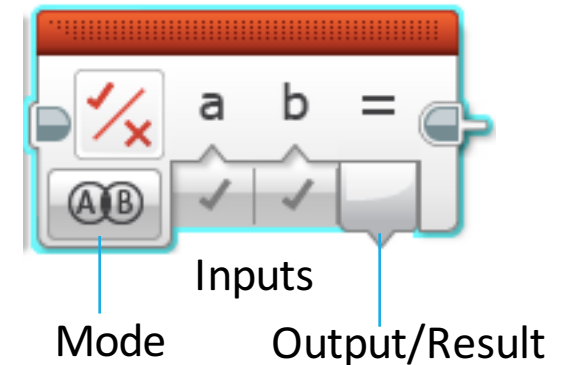 a b =
A B
Inputs
Mode Output/Result